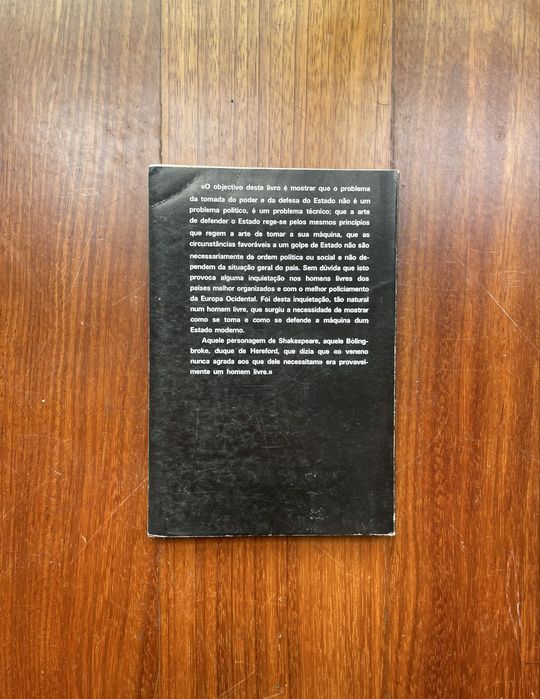 «O objectivo deste livro é mostrar que o problema
da tomada do poder e da defesa do Estado não é um
problema político, é um problema técnico; que a arte
de defender o Estado rege-se pelos mesmos princípios
que regem a arte de tomar a sua máquina, que as
circunstâncias favoráveis a um golpe de Estado não são
necessariamente de ordem política ou social e não de-
pendem da situação geral do país. Sem dúvida que isto
provoca alguma inquietação nos homens livres dos
países melhor organizados e com o melhor policiamento
da Europa Ocidental. Foi desta inquietação, tão natural
num homem livre, que surgiu a necessidade de mostrar
como se toma e como se defende a máquina dum
Estado moderno.
Aquele personagem de Shakespeare, aquele Boling-
broke, duque de Hereford, que dizia que «o veneno
nunca agrada aos que dele necessitam» era provavel-
mente um homem livre.»